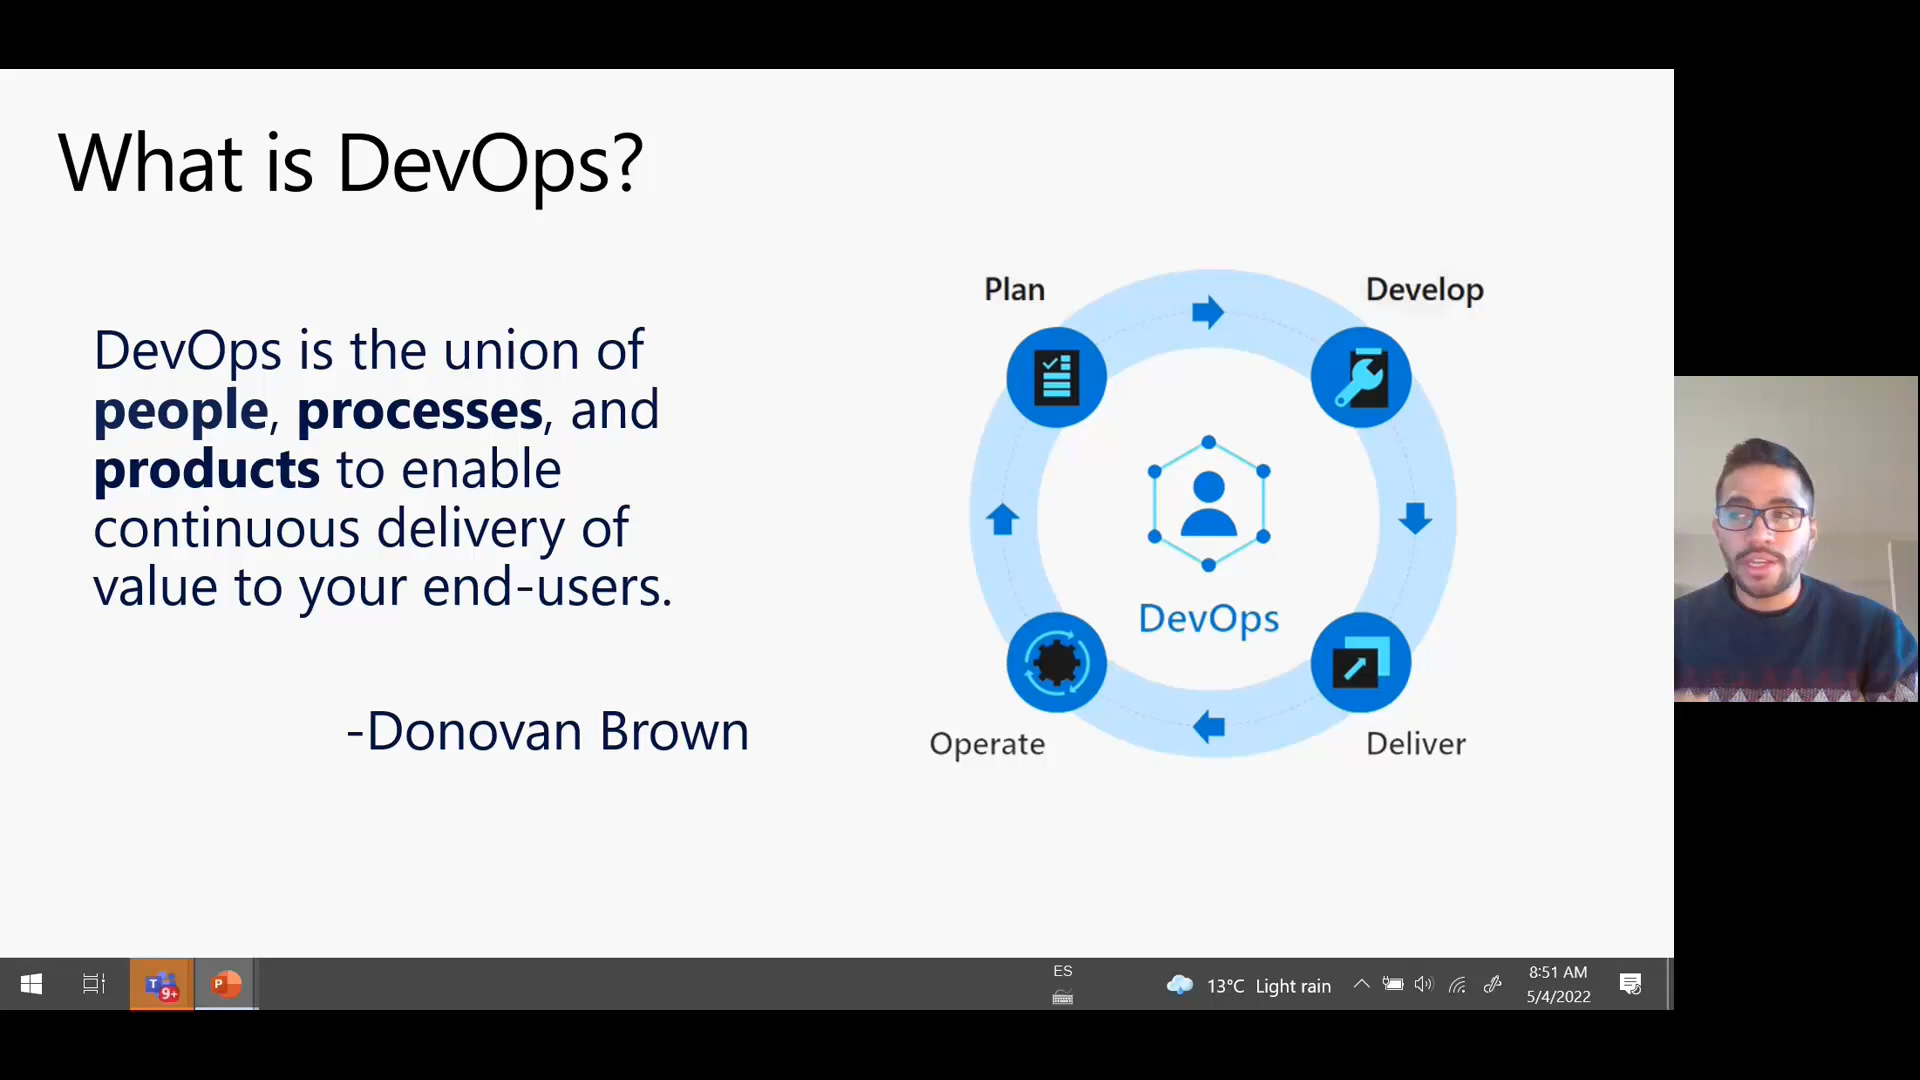 What is DevOps?
DevOps is the union of
people, processes, and
products to enable
continuous delivery of
value to your end-users.
-Donovan Brown
Plan
Develop
DevOps
Operate
Deliver
T
9+
P
ES
13°C Light rain
8:51 AM
5/4/2022